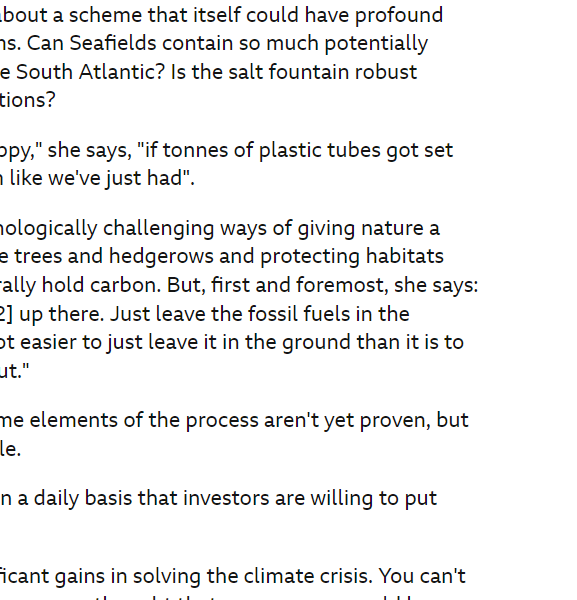 about a scheme that itself could have profound
ns. Can Seafields contain so much potentially
e South Atlantic? Is the salt fountain robust
tions?
ppy," she says, "if tonnes of plastic tubes got set
n like we've just had".
nologically challenging ways of giving nature a
e trees and hedgerows and protecting habitats
rally hold carbon. But, first and foremost, she says:
2] up there. Just leave the fossil fuels in the
ot easier to just leave it in the ground than it is to
ut."
me elements of the process aren't yet proven, but
le.
n a daily basis that investors are willing to put
ficant gains in solving the climate crisis. You can't